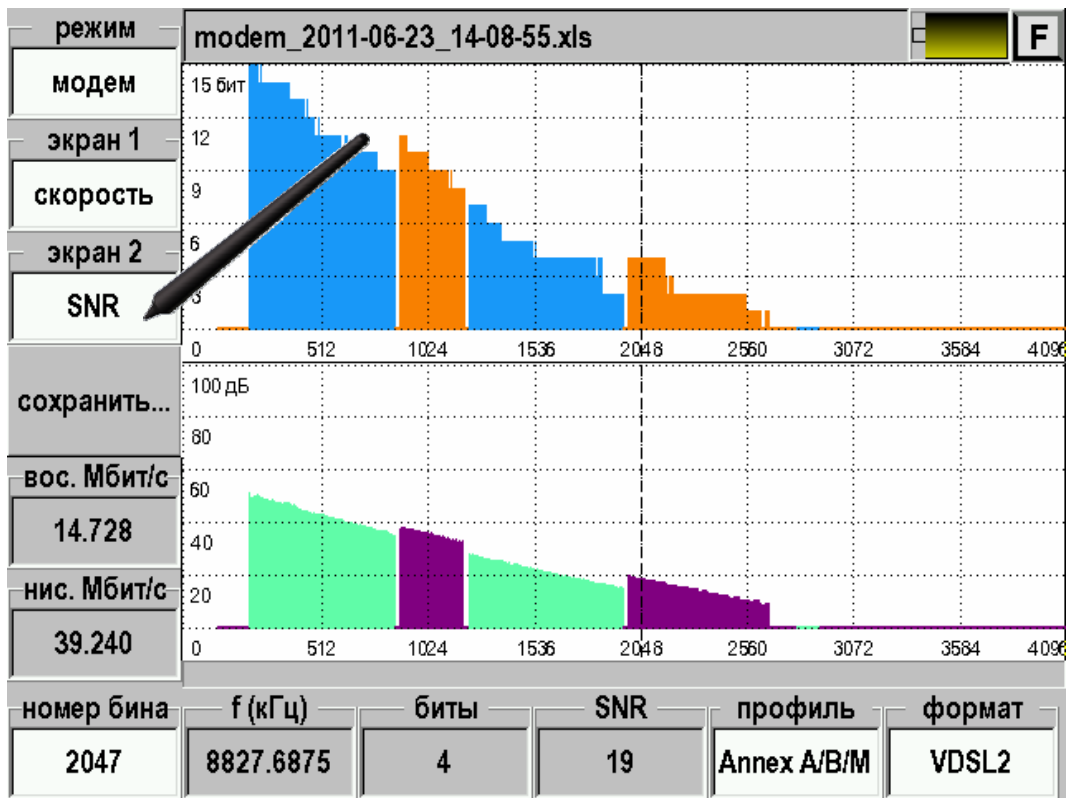 режим
модем
экран 1
скорость
экран 2
SNR
сохранить...
вос. Мбит/с
14.728
нис. Мбит/с
39.240
modem_2011-06-23_14-08-55.xls
F
15 бит
12
9
6
3
0 512 1024 1536 2048 2560 3072 3584 4096
100 дБ
80
60
40
20
0 512 1024 1536 2048 2560 3072 3584 4096
номер бина f (кГц) биты SNR профиль формат
2047 8827.6875 4 19 Annex A/B/M VDSL2